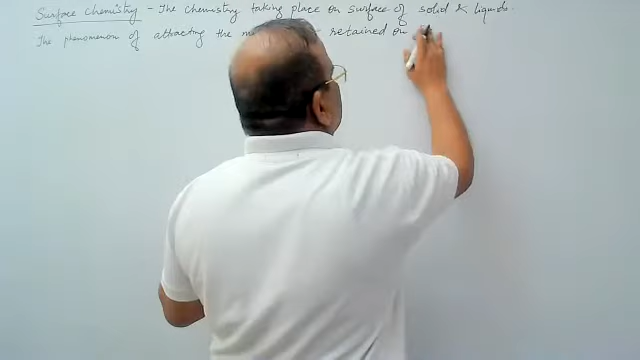 Surface Chemistry - The Chemistry taking place on surface of solid & liquids.
The phenomenon of attracting the retained on